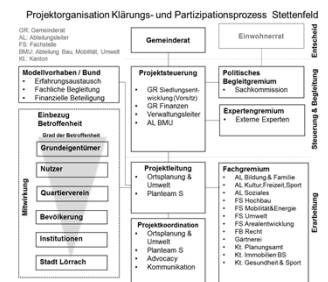 Projektorganisation Klärungs- und Partizipationsprozess Stettenfeld
GR: Gemeinderat
AL: Abteilungsleiter
FS: Fachstelle
BMU: Abteilung Bau, Mobilität, Umwelt
Kt.: Kanton
Gemeinderat
Einwohnerrat
Entscheid
Modellvorhaben / Bund
• Erfahrungsaustausch
• Fachliche Begleitung
• Finanzielle Beteiligung
Projektsteuerung
• GR Siedlungsent-
wicklung (Vorsitz)
• GR Finanzen
• Verwaltungsleiter
• AL BMU
Politisches
Begleitgremium
• Sachkommission
Expertengremium
• Externe Experten
Steuerung & Begleitung
Einbezug
Betroffenheit
Grad der Betroffenheit
Grundeigentümer
Nutzer
Quartierverein
Bevölkerung
Institutionen
Stadt Lörrach
Mitwirkung
Projektleitung
• Ortsplanung &
Umwelt
• Planteam S
Projektkoordination
• Ortsplanung &
Umwelt
• Planteam S
• Advocacy
• Kommunikation
Fachgremium
• AL Bildung & Familie
• AL Kultur, Freizeit, Sport
• AL Soziales
• FS Hochbau
• FS Mobilität&Energie
• FS Umwelt
• FS Arealentwicklung
• FB Recht
• Gärtnerei
• Kt. Planungsamt
• Kt. Immobilien BS
• Kt. Gesundheit & Sport
Erarbeitung